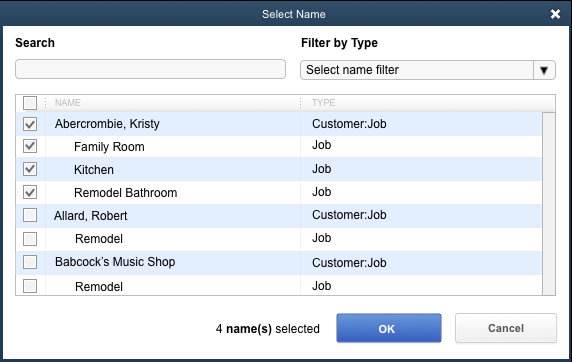 Select Name
Search Filter by Type
Select name filter
NAME TYPE
Abercrombie, Kristy Customer:Job
Family Room Job
Kitchen Job
Remodel Bathroom Job
Allard, Robert Customer:Job
Remodel Job
Babcock's Music Shop Customer:Job
Remodel Job
4 name(s) selected OK Cancel